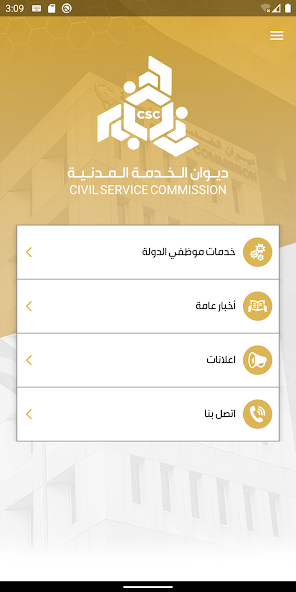 3:09
CSC
ديوان الخدمة المدنية
CIVIL SERVICE COMMISSION
خدمات موظفي الدولة
أخبار عامة
اعلانات
اتصل بنا